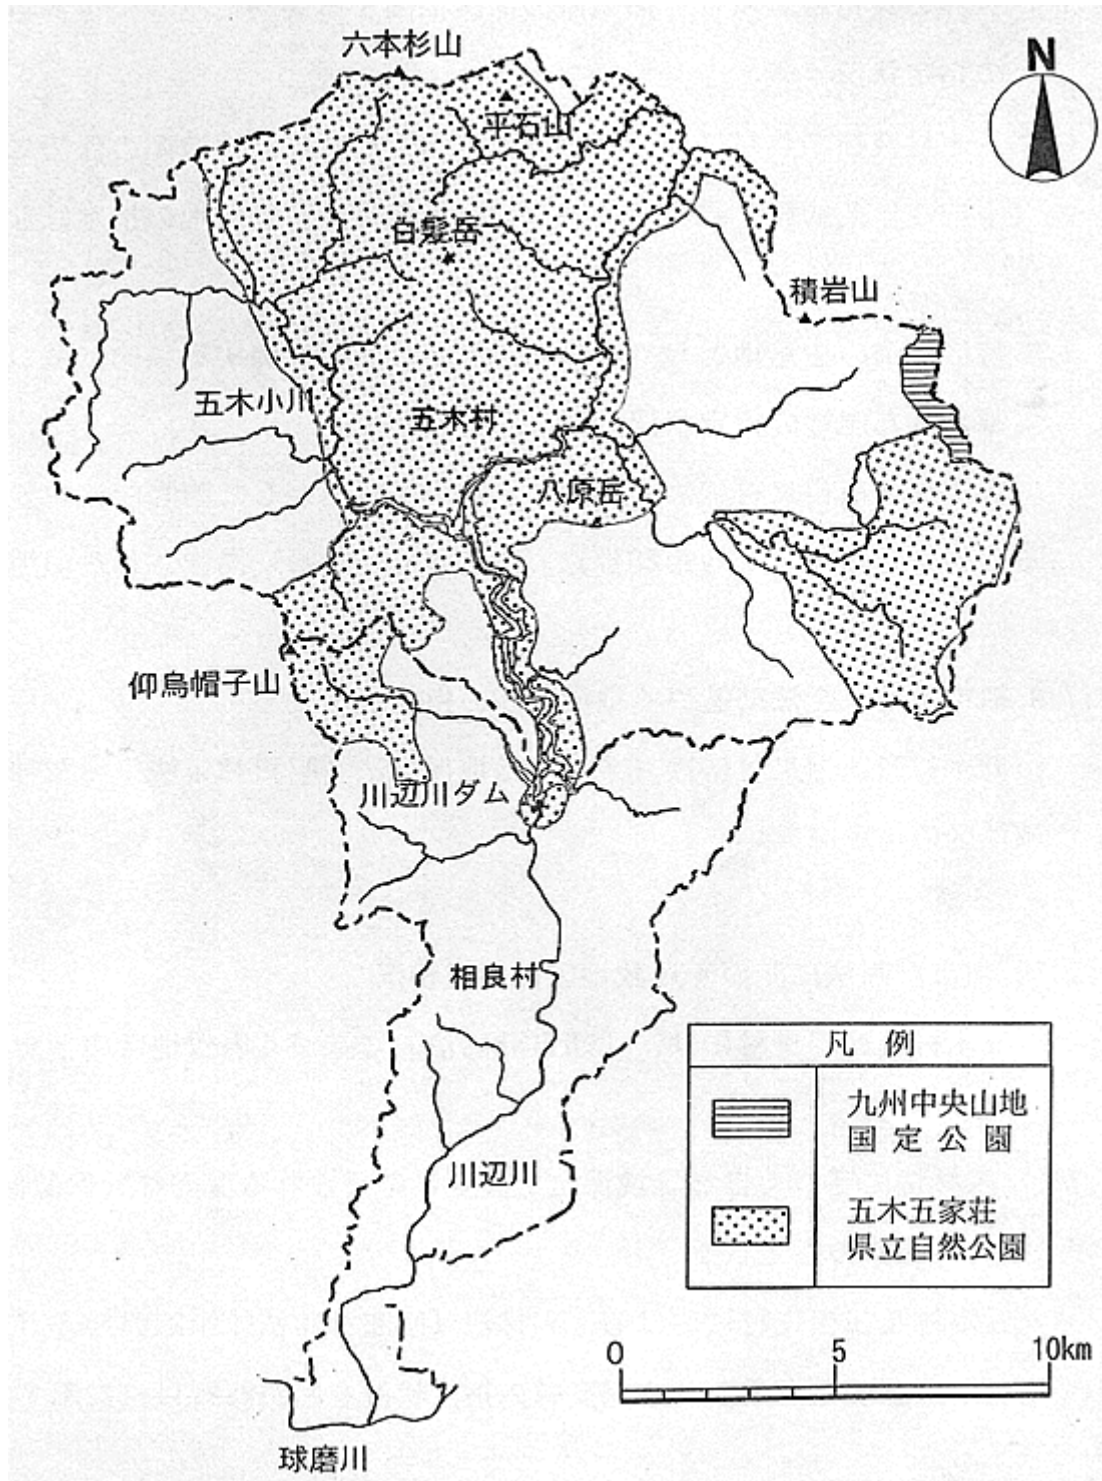 六本杉山
N
平石山
白髪岳
積岩山
五木小川
五木村
八原岳
仰烏帽子山
川辺川ダム
相良村
凡例
九州中央山地
国定公園
川辺川
五木五家荘
県立自然公園
0 5 10km
球磨川